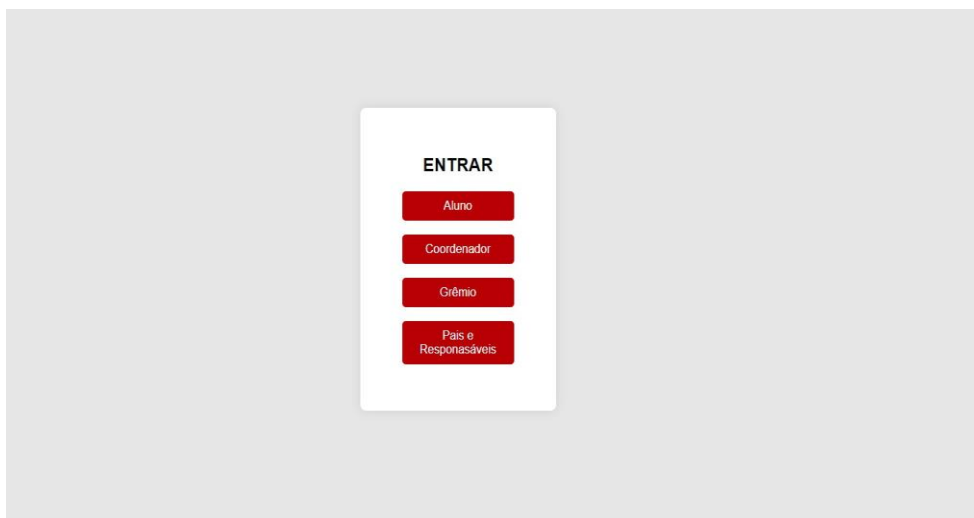 ENTRAR
Aluno
Coordenador
Grêmio
Pais e
Responasáveis